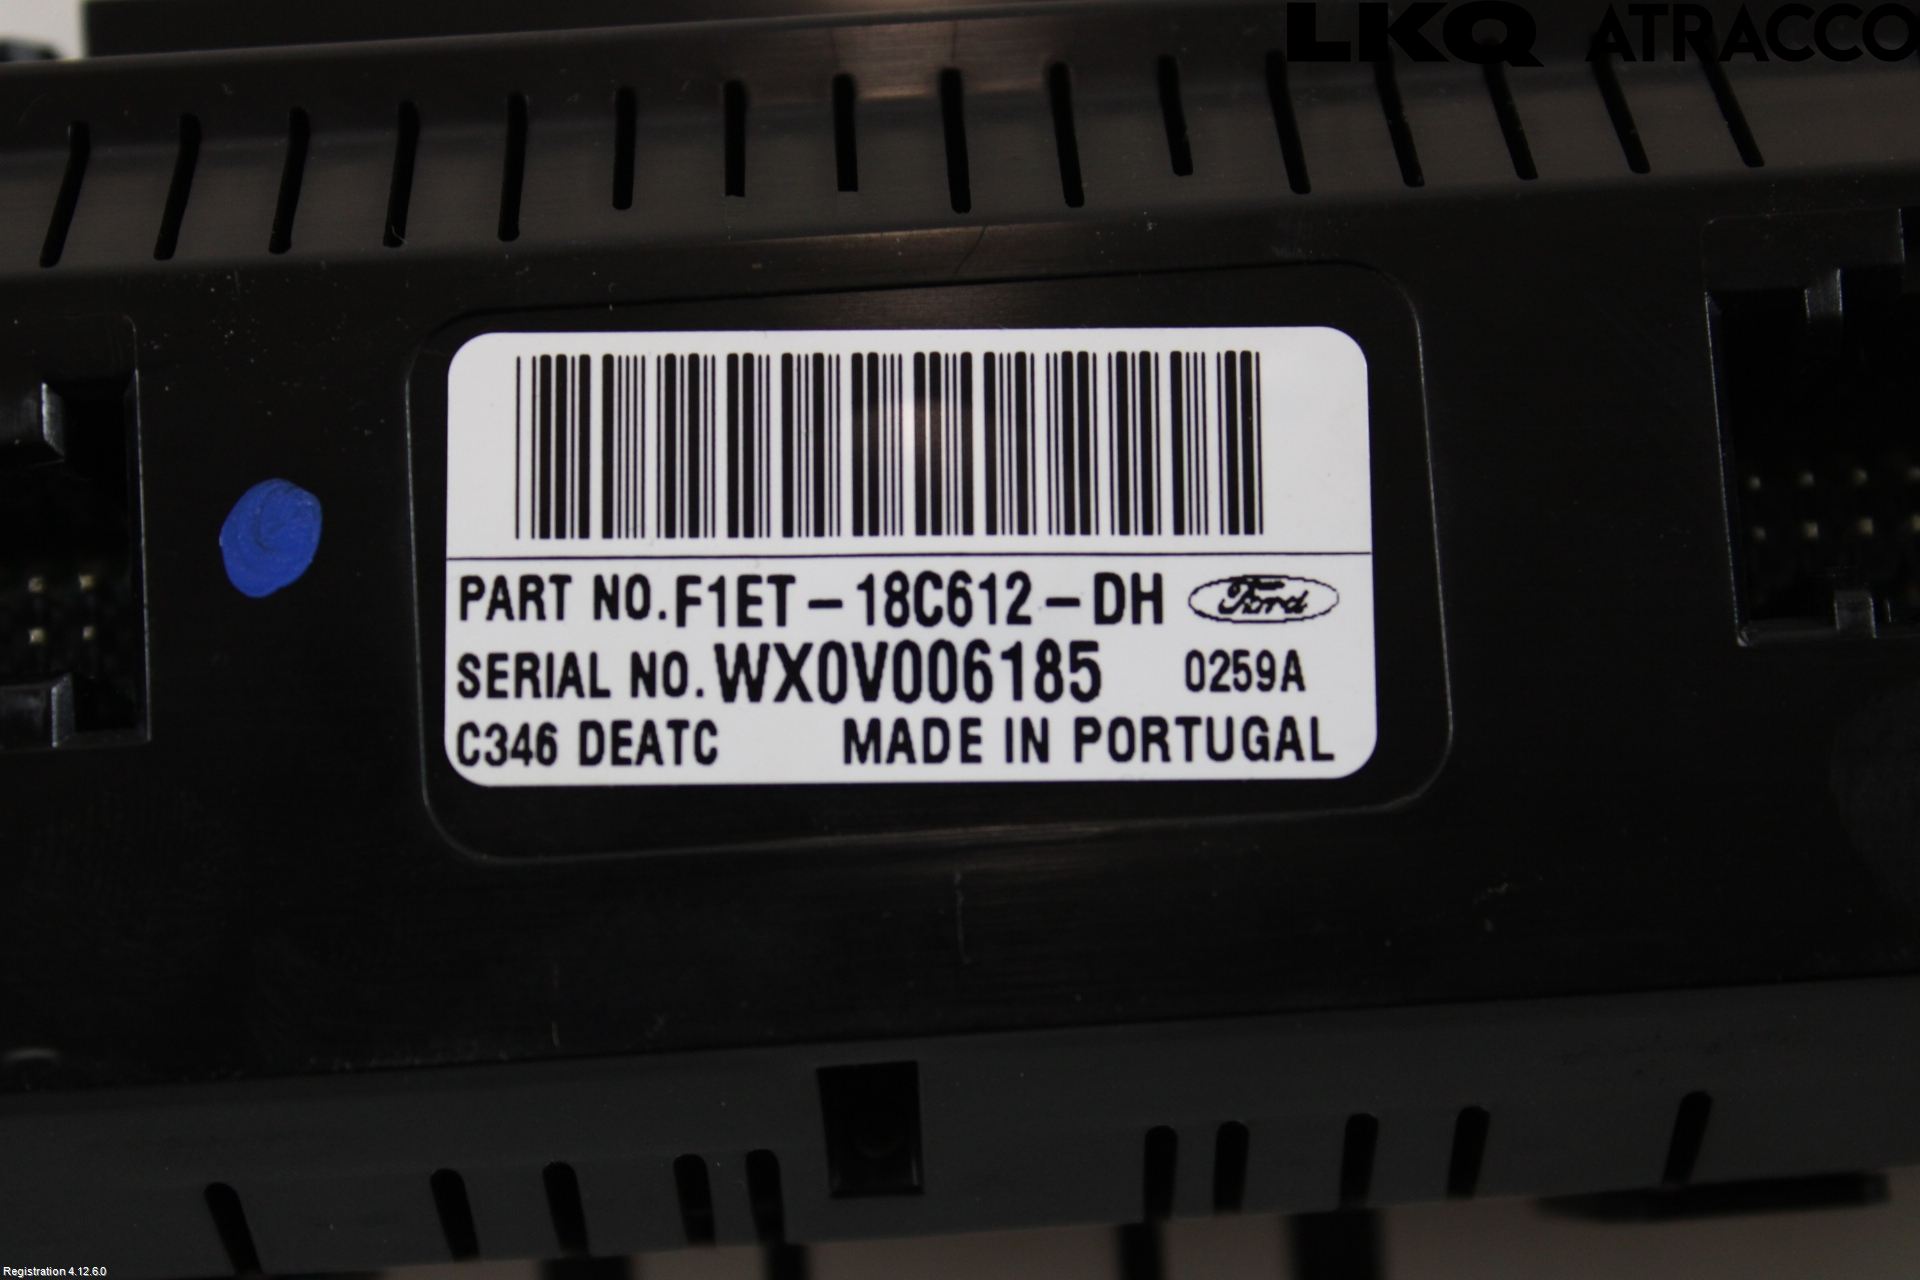 LKQ ATRACCO
PART NO. F1ET-18C612-DH Ford
SERIAL NO. WX0V006185 0259A
C346 DEATC MADE IN PORTUGAL
Registration 4.12.6.0